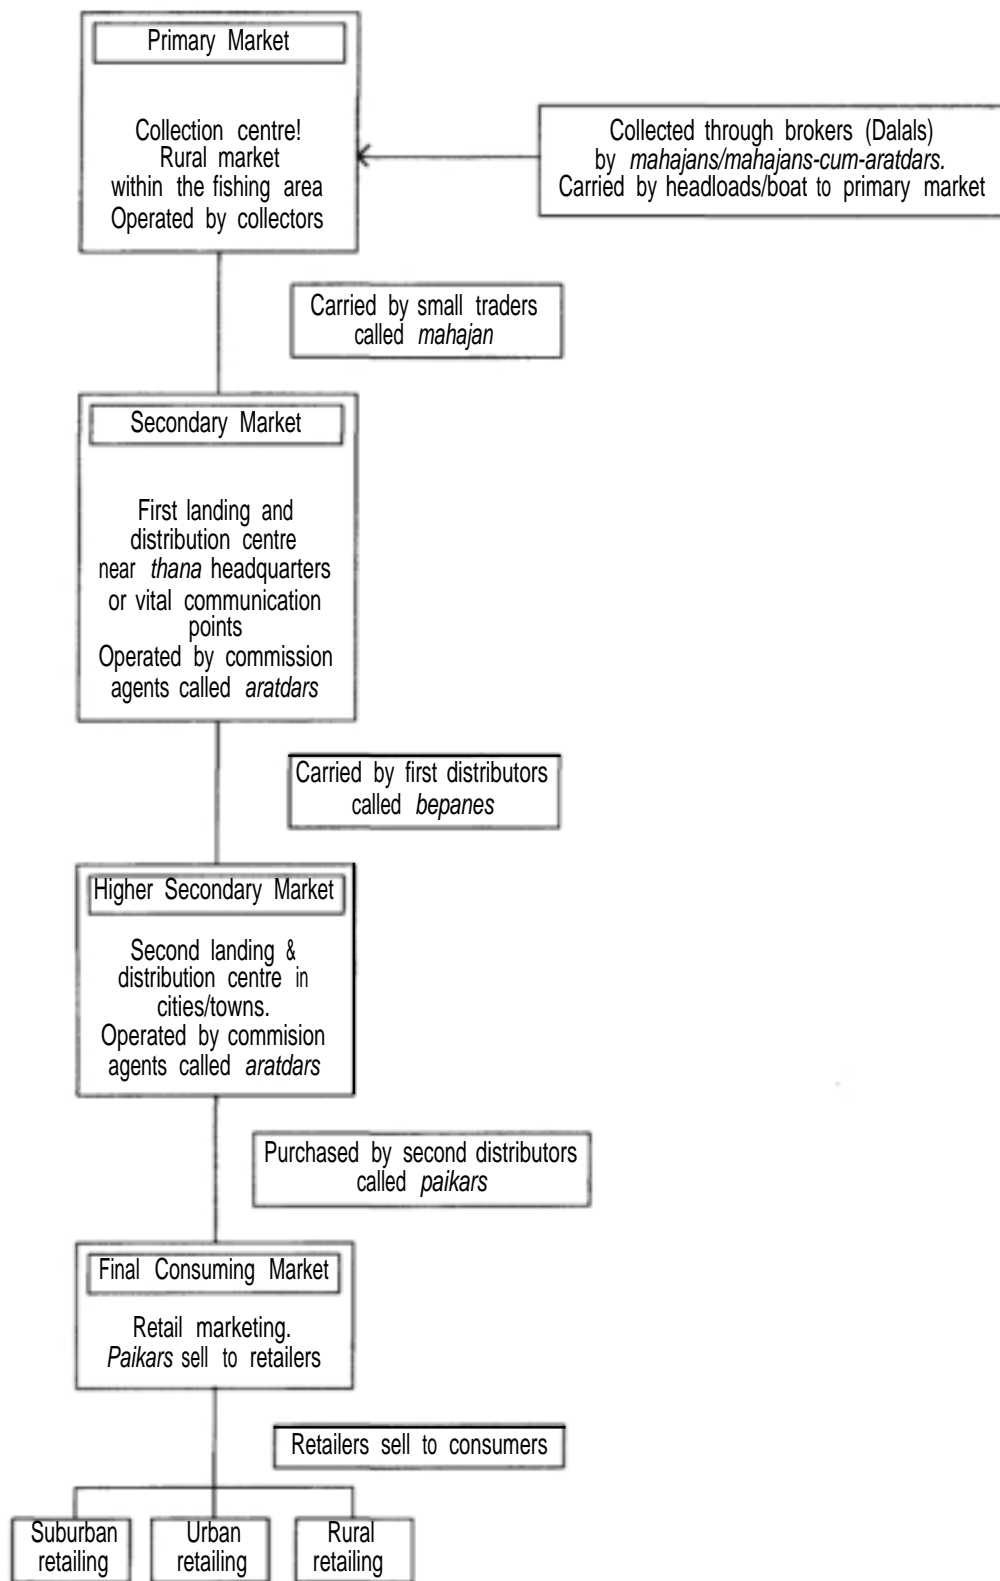 Primary Market
Collection centre!
Rural market
within the fishing area
Operated by collectors
Collected through brokers (Dalals)
by mahajans/mahajans-cum-aratdars.
Carried by headloads/boat to primary market
Carried by small traders
called mahajan
Secondary Market
First landing and
distribution centre
near thana headquarters
or vital communication
points
Operated by commission
agents called aratdars
Carried by first distributors
called bepanes
Higher Secondary Market
Second landing &
distribution centre in
cities/towns.
Operated by commision
agents called aratdars
Purchased by second distributors
called paikars
Final Consuming Market
Retail marketing.
Paikars sell to retailers
Retailers sell to consumers
Suburban
retailing
Urban
retailing
Rural
retailing